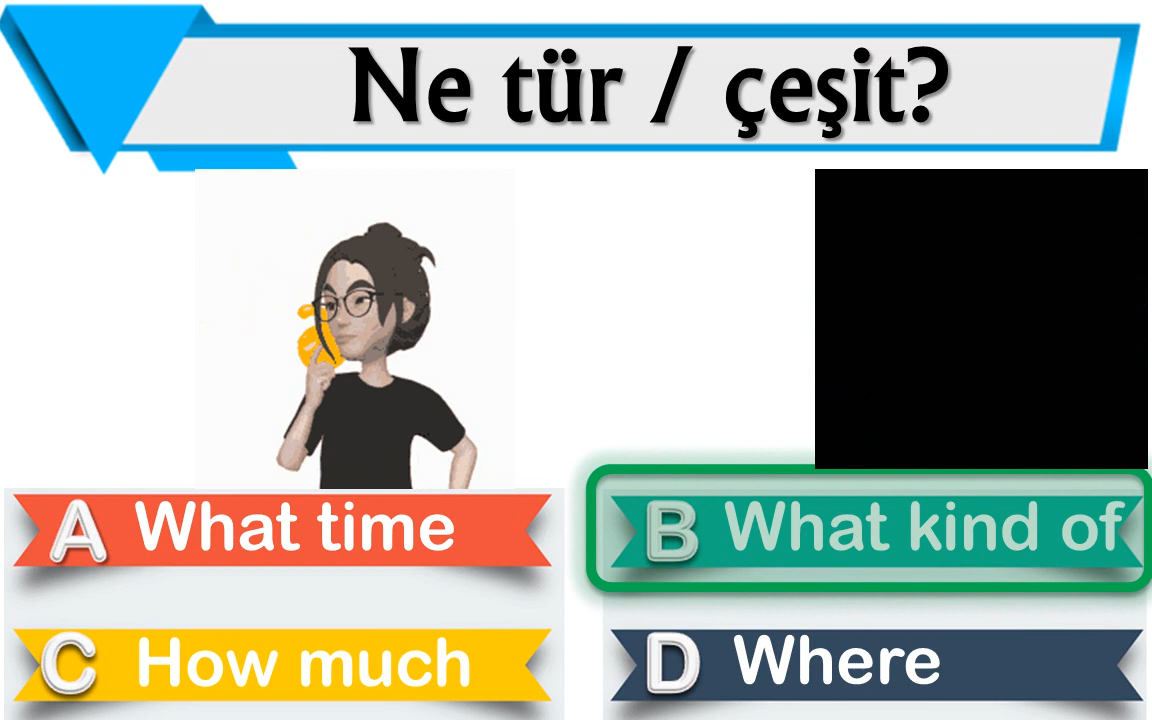 Ne tür / çeşit?
A What time
B What kind of
C How much
D Where